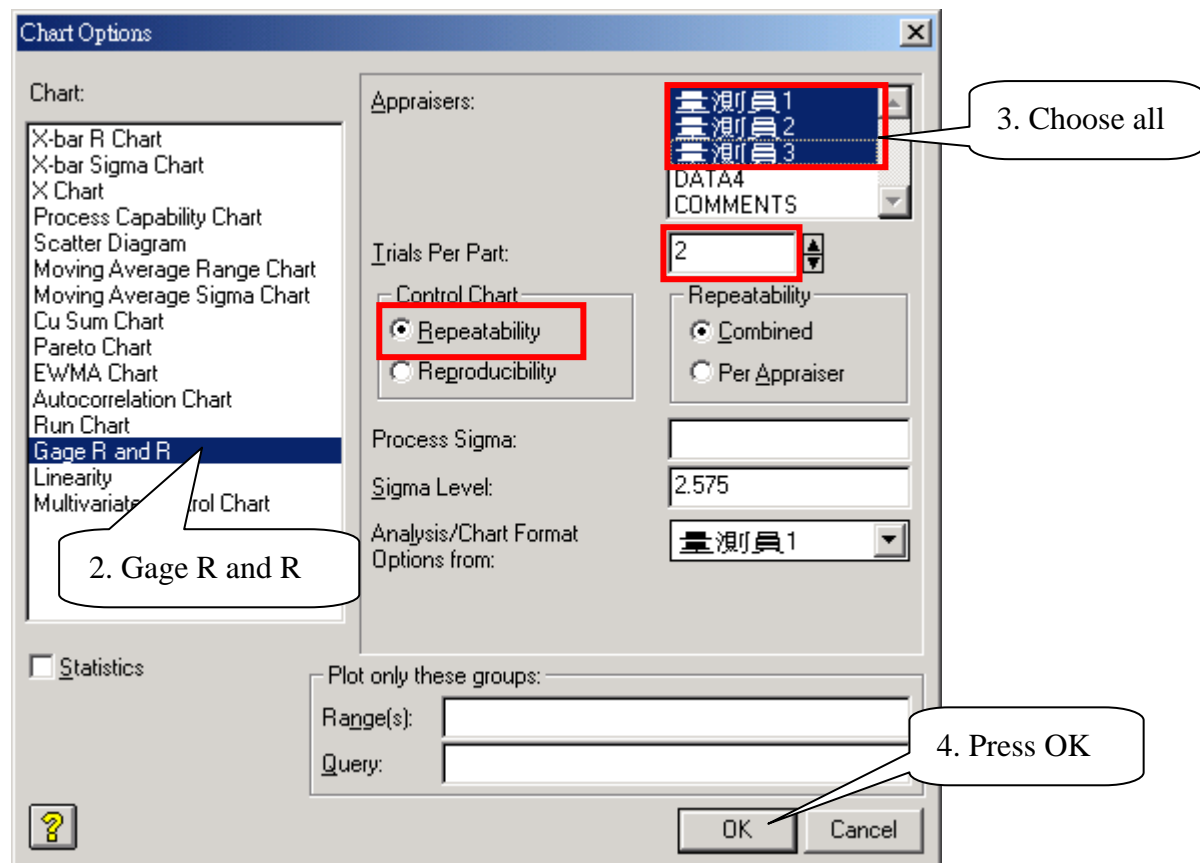 Chart Options
Chart:
X-bar R Chart
X-bar Sigma Chart
X Chart
Process Capability Chart
Scatter Diagram
Moving Average Range Chart
Moving Average Sigma Chart
Cu Sum Chart
Pareto Chart
EWMA Chart
Autocorrelation Chart
Run Chart
Gage R and R
Linearity
Multivariate rol Chart
2. Gage R and R
Statistics
Appraisers:
量測員1
量測員2
量測員3
DATA4
COMMENTS
3. Choose all
Trials Per Part:
2
Control Chart
Repeatability
Reproducibility
Repeatability
Combined
Per Appraiser
Process Sigma:
Sigma Level:
2.575
Analysis/Chart Format
Options from:
量測員1
Plot only these groups:
Range(s):
Query:
4. Press OK
?
OK
Cancel